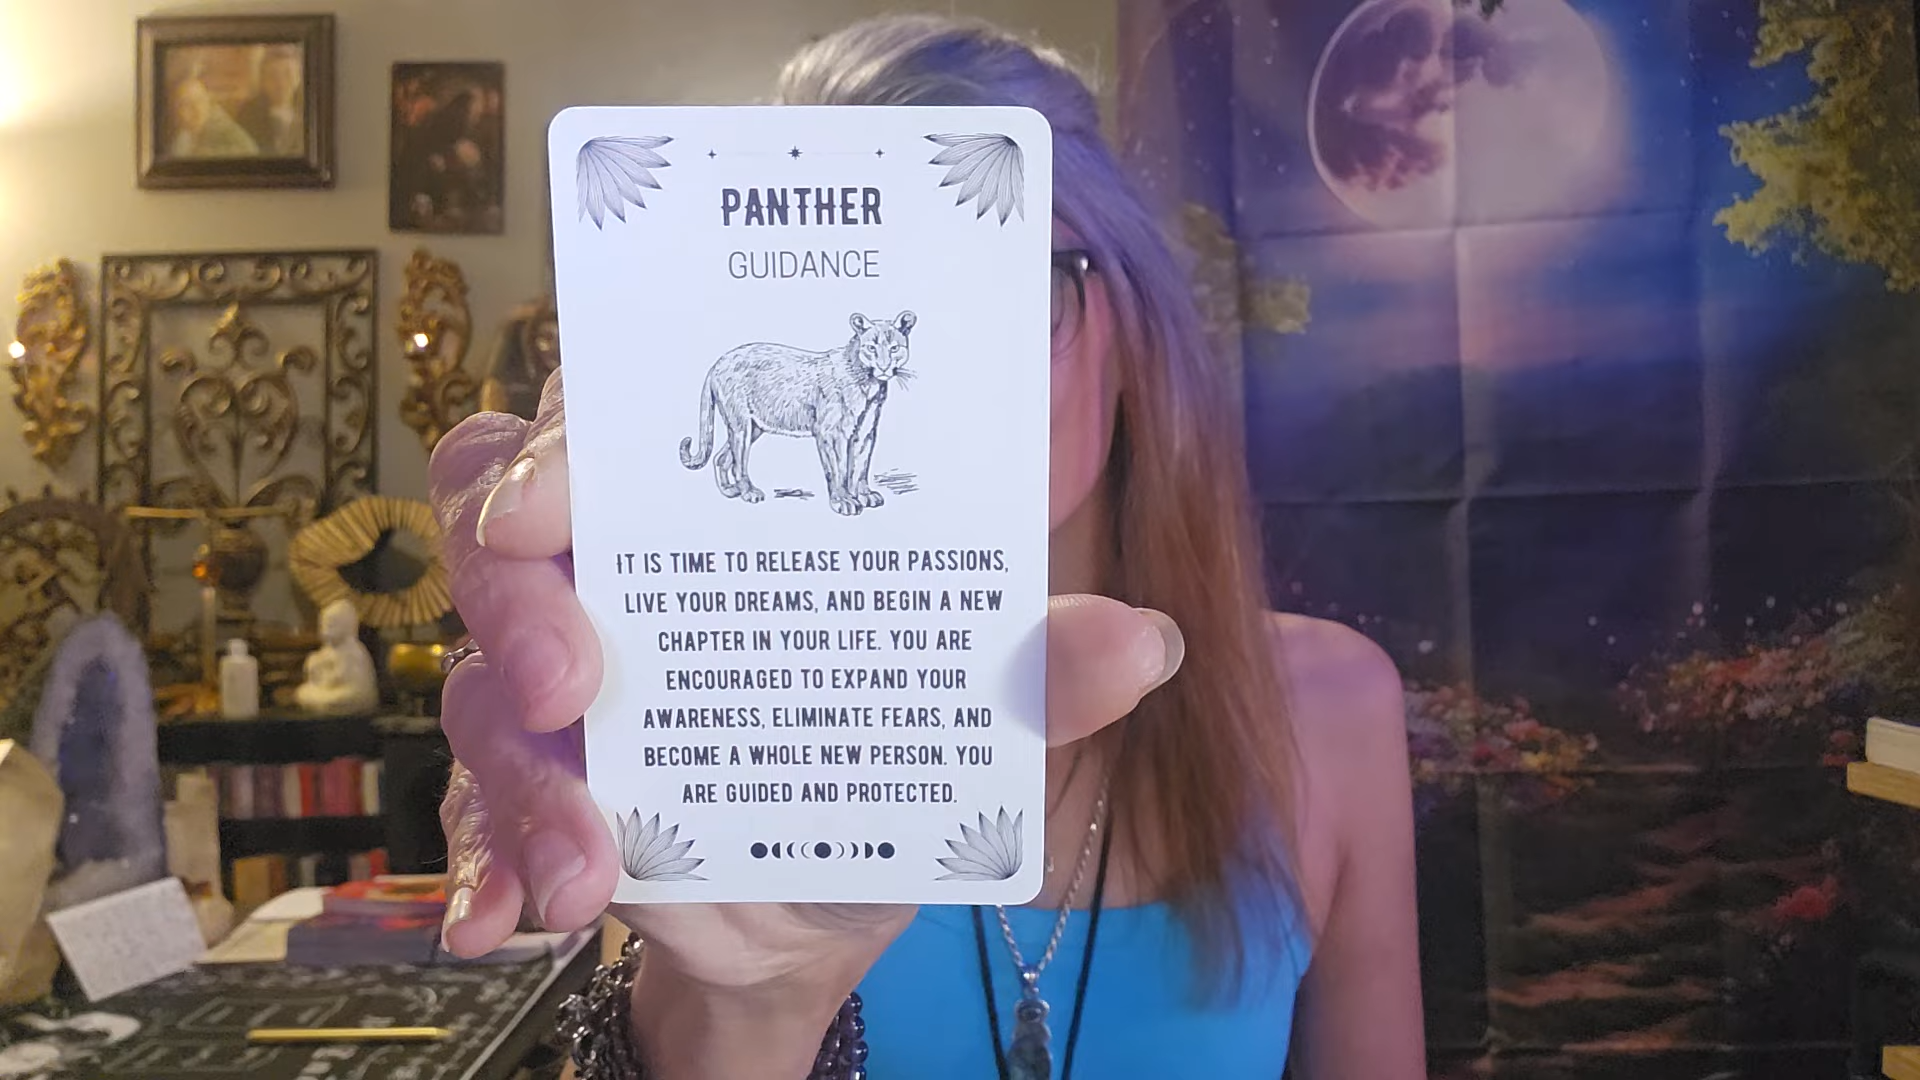 PANTHER
GUIDANCE
IT IS TIME TO RELEASE YOUR PASSIONS,
LIVE YOUR DREAMS, AND BEGIN A NEW
CHAPTER IN YOUR LIFE. YOU ARE
ENCOURAGED TO EXPAND YOUR
AWARENESS, ELIMINATE FEARS, AND
BECOME A WHOLE NEW PERSON. YOU
ARE GUIDED AND PROTECTED.